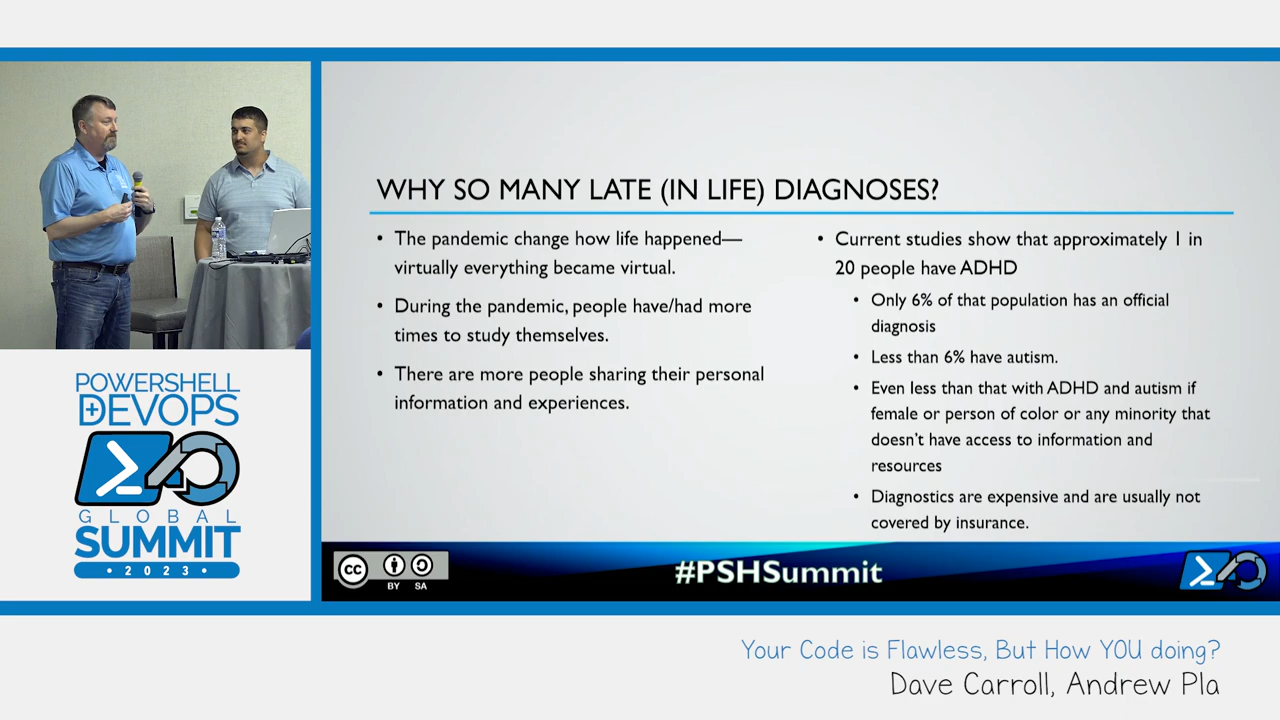 WHY SO MANY LATE (IN LIFE) DIAGNOSES?
• The pandemic change how life happened—
virtually everything became virtual.
• During the pandemic, people have/had more
times to study themselves.
• There are more people sharing their personal
information and experiences.
• Current studies show that approximately 1 in
20 people have ADHD
• Only 6% of that population has an official
diagnosis
• Less than 6% have autism.
• Even less than that with ADHD and autism if
female or person of color or any minority that
doesn't have access to information and
resources
• Diagnostics are expensive and are usually not
covered by insurance.
POWERSHELL
+DEVOPS
GLOBAL
SUMMIT
• 2023 •
cc
BY SA
#PSHSummit
Your Code is Flawless, But How YOU doing?
Dave Carroll, Andrew Pla